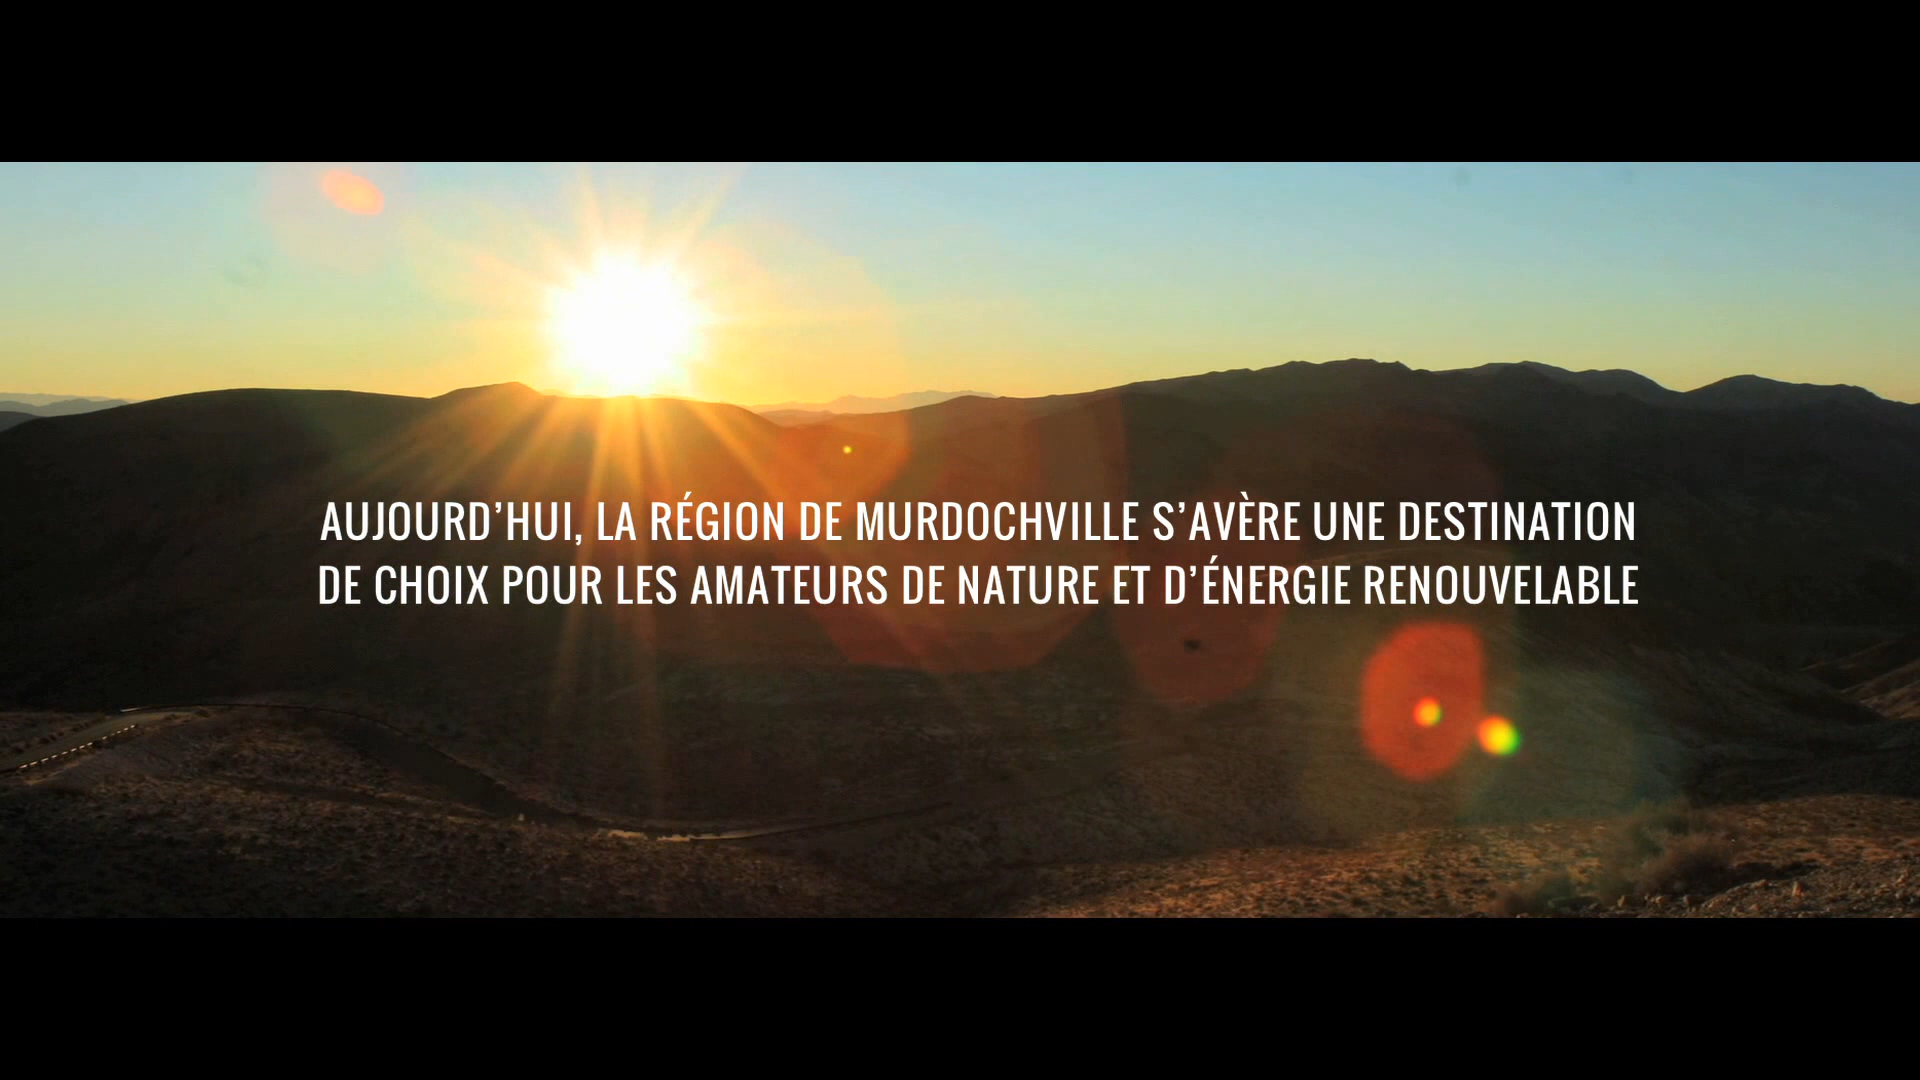 AUJOURD’HUI, LA RÉGION DE MURDOCHVILLE S’AVÈRE UNE DESTINATION
DE CHOIX POUR LES AMATEURS DE NATURE ET D’ÉNERGIE RENOUVELABLE